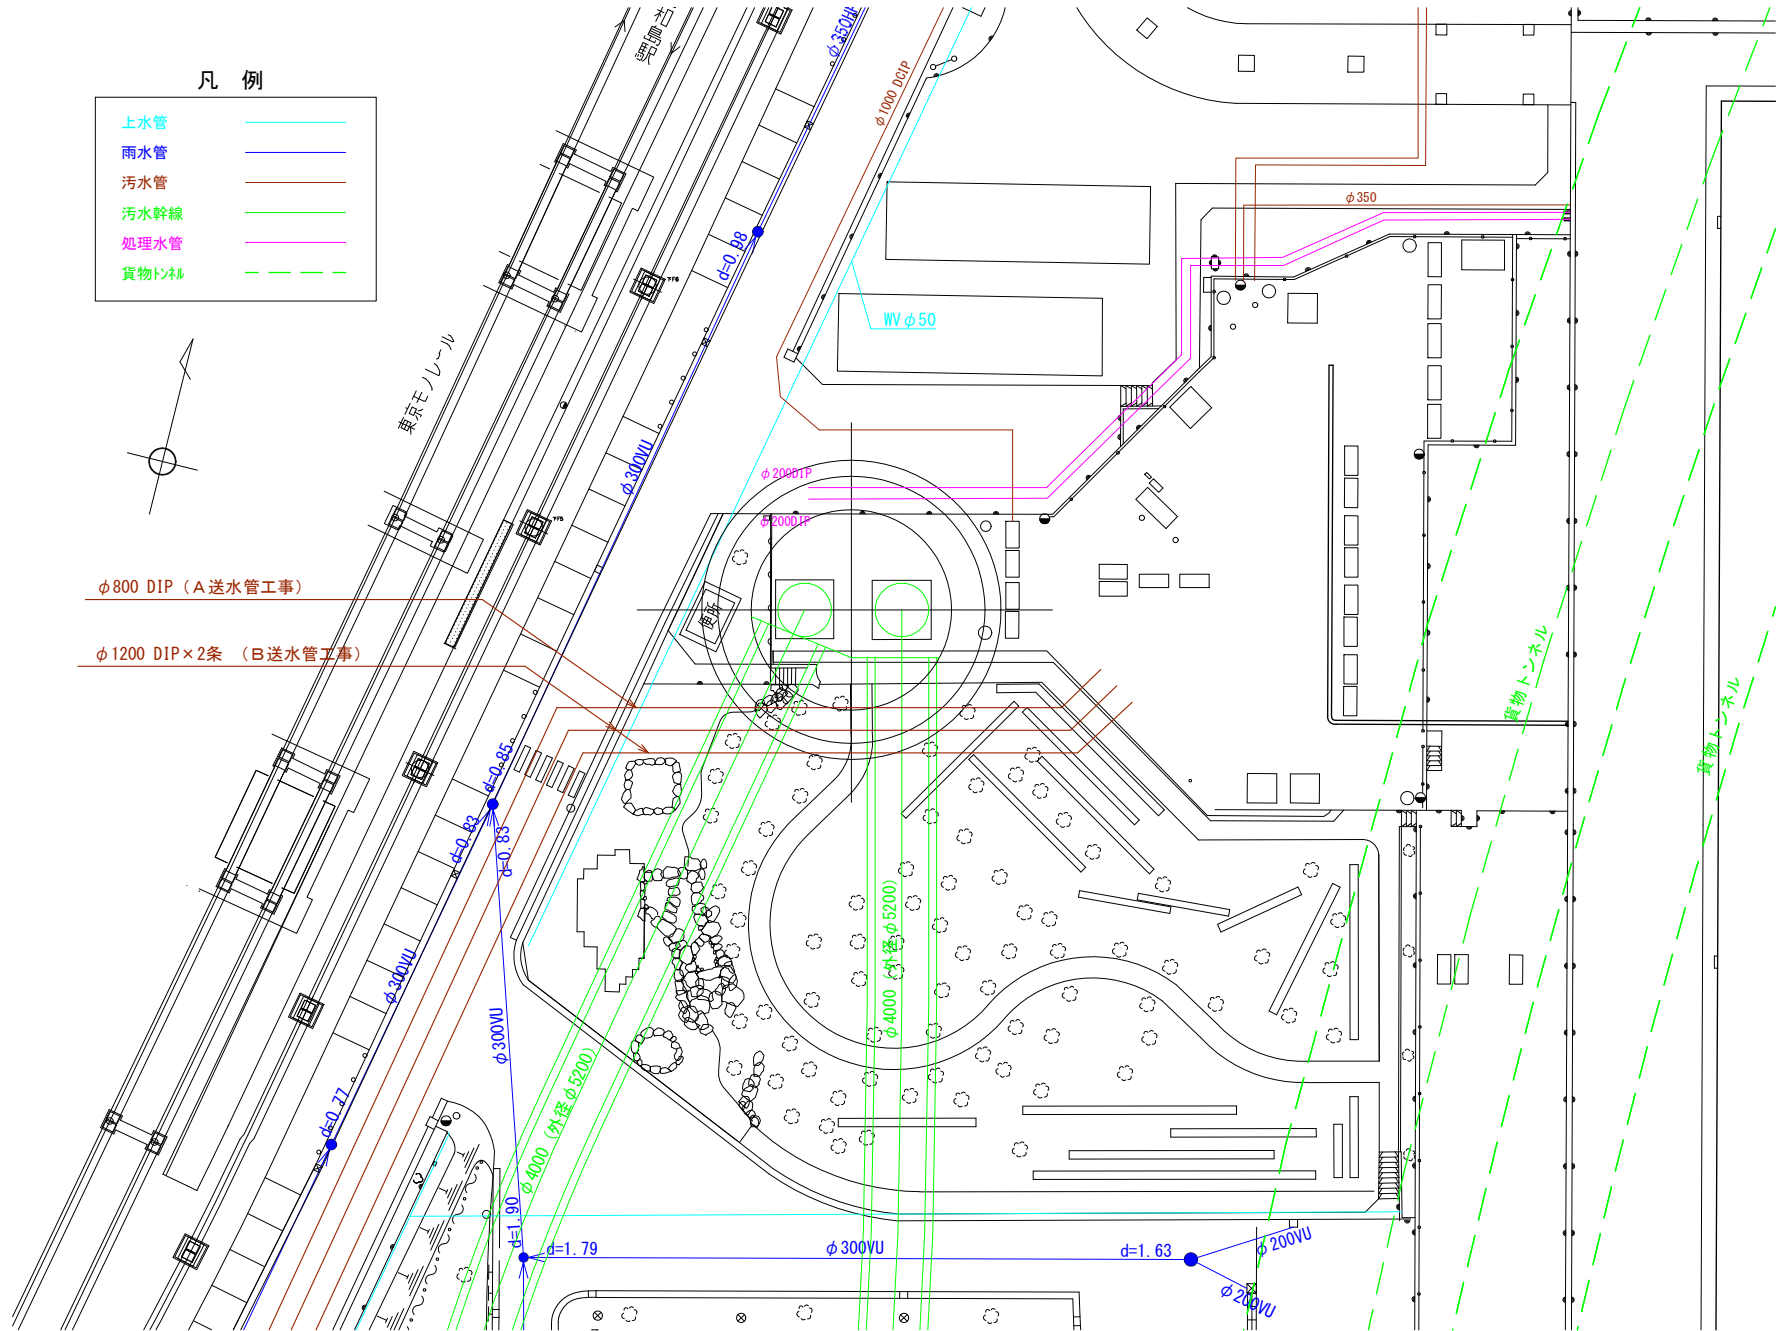 凡 例
上水管
雨水管
汚水管
汚水幹線
処理水管
貨物トンネル
東京モノレール
φ1000 DCIP
d=0.98
WVφ50
φ350
φ300VU
φ200DIP
φ200DIP
便所
φ800 DIP (A送水管工事)
φ1200 DIP×2条 (B送水管工事)
d=0.85
d=0.83
d=0.83
φ300VU
φ300VU
d=0.77
φ4000 (外径φ5200)
φ4000 (外径φ5200)
貨物トンネル
貨物トンネル
d=1.90
d=1.79
φ300VU
d=1.63
φ200VU
φ200VU